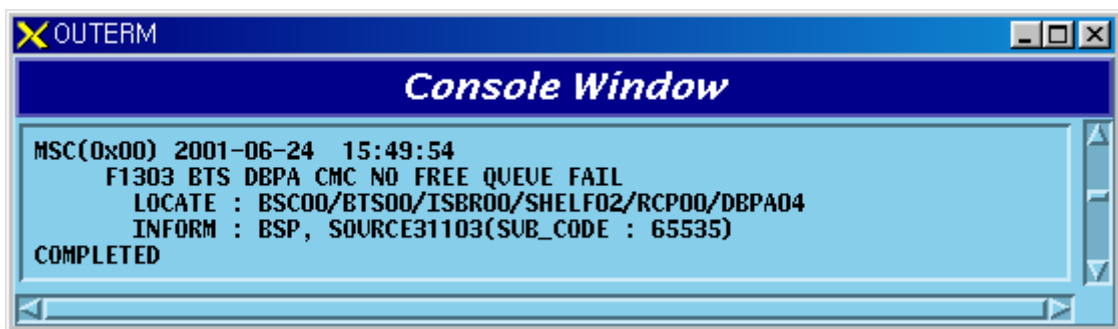 OUTERM
Console Window
MSC(0x00) 2001-06-24 15:49:54
F1303 BTS DBPA CMC NO FREE QUEUE FAIL
LOCATE : BSC00/BTS00/ISBR00/SHELF02/RCP00/DBPA04
INFORM : BSP, SOURCE31103(SUB_CODE : 65535)
COMPLETED